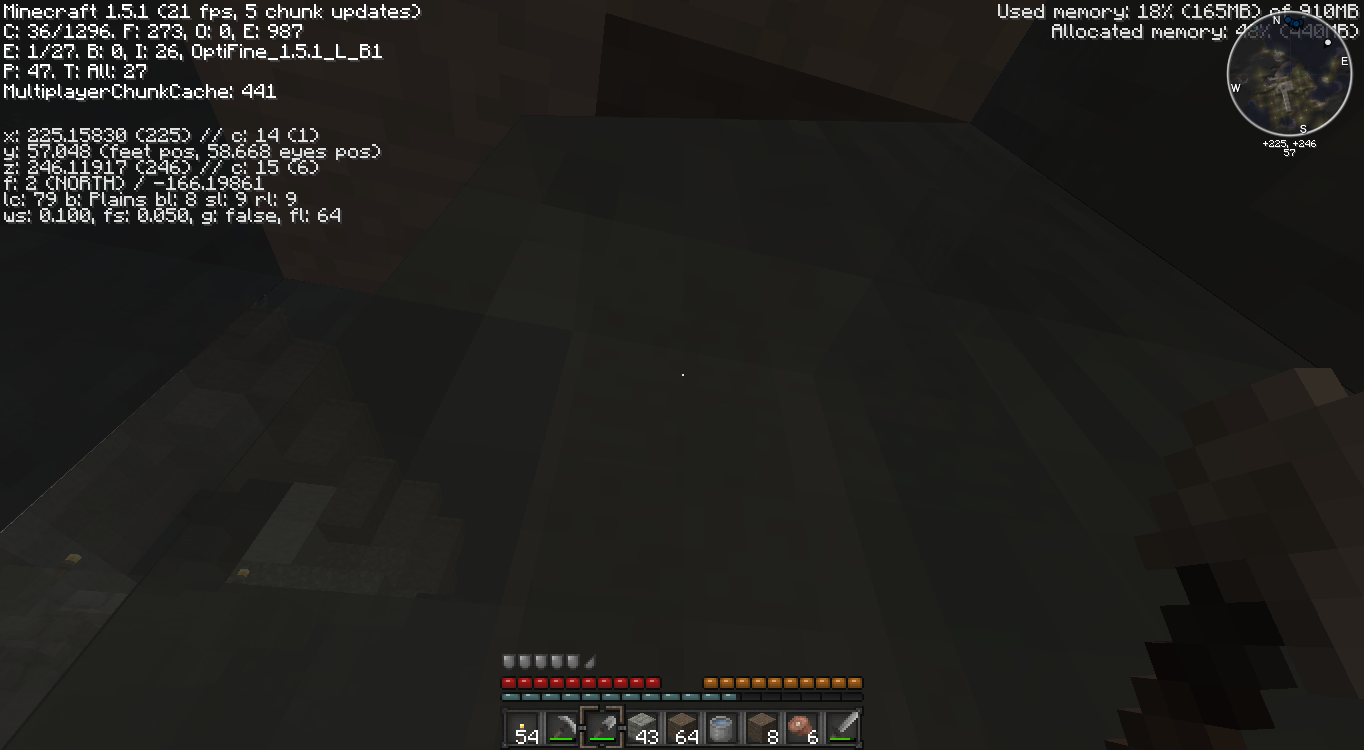 Minecraft 1.5.1 (21 fps, 5 chunk updates)
C: 36/1296. F: 273, O: 0, E: 987
E: 1/27. B: 0, I: 26, OptiFine_1.5.1_L_B1
P: 47. T: All: 27
MultiplayerChunkCache: 441
x: 225.15830 (225) // c: 14 (1)
y: 57.048 (feet pos, 58.668 eyes pos)
z: 246.11917 (246) // c: 15 (6)
f: 2 (NORTH) / -166.19861
lc: 79 b: Plains bl: 8 sl: 9 rl: 9
ws: 0.100, fs: 0.050, g: false, fl: 64
Used memory: 18% (165MB) of 910MB
Allocated memory: 48% (440MB)
N
E
W
S
+225, +246
57
54
43
64
8
6